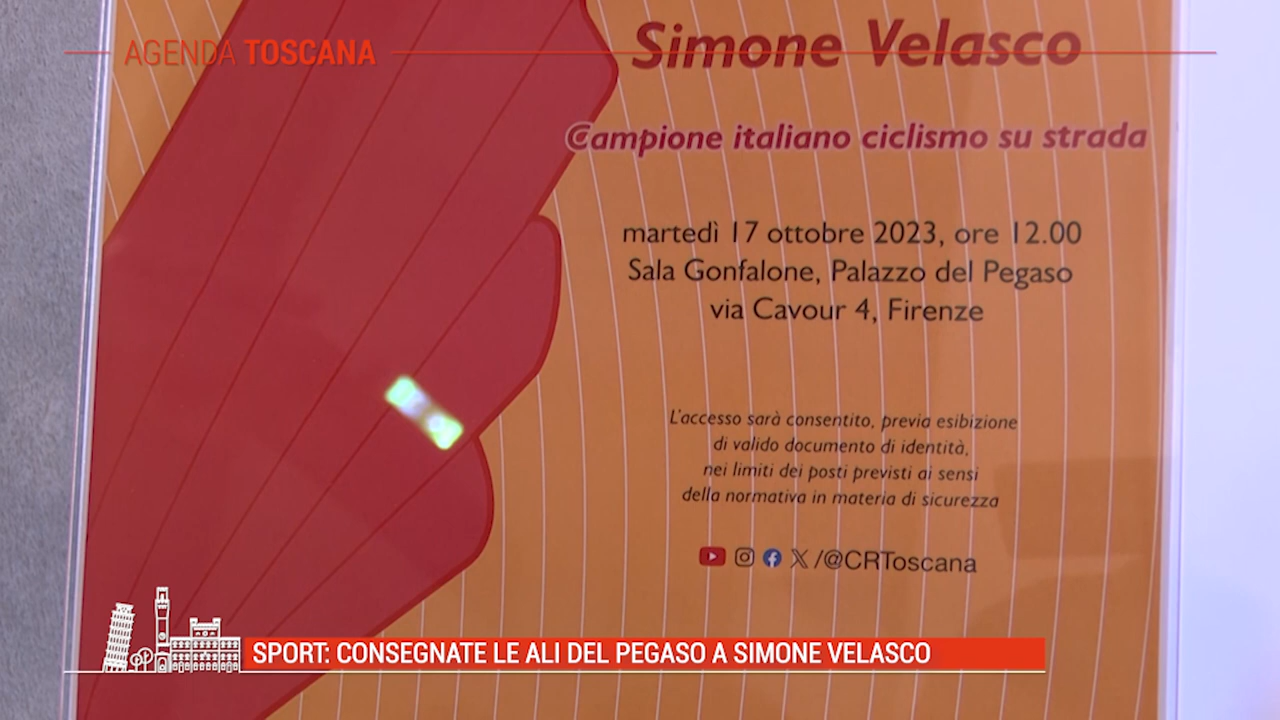 AGENDA TOSCANA
Simone Velasco
Campione italiano ciclismo su strada
martedì 17 ottobre 2023, ore 12.00
Sala Gonfalone, Palazzo del Pegaso
via Cavour 4, Firenze
L'accesso sarà consentito, previa esibizione
di valido documento di identità,
nei limiti dei posti previsti ai sensi
della normativa in materia di sicurezza
/@CRToscana
SPORT: CONSEGNATE LE ALI DEL PEGASO A SIMONE VELASCO